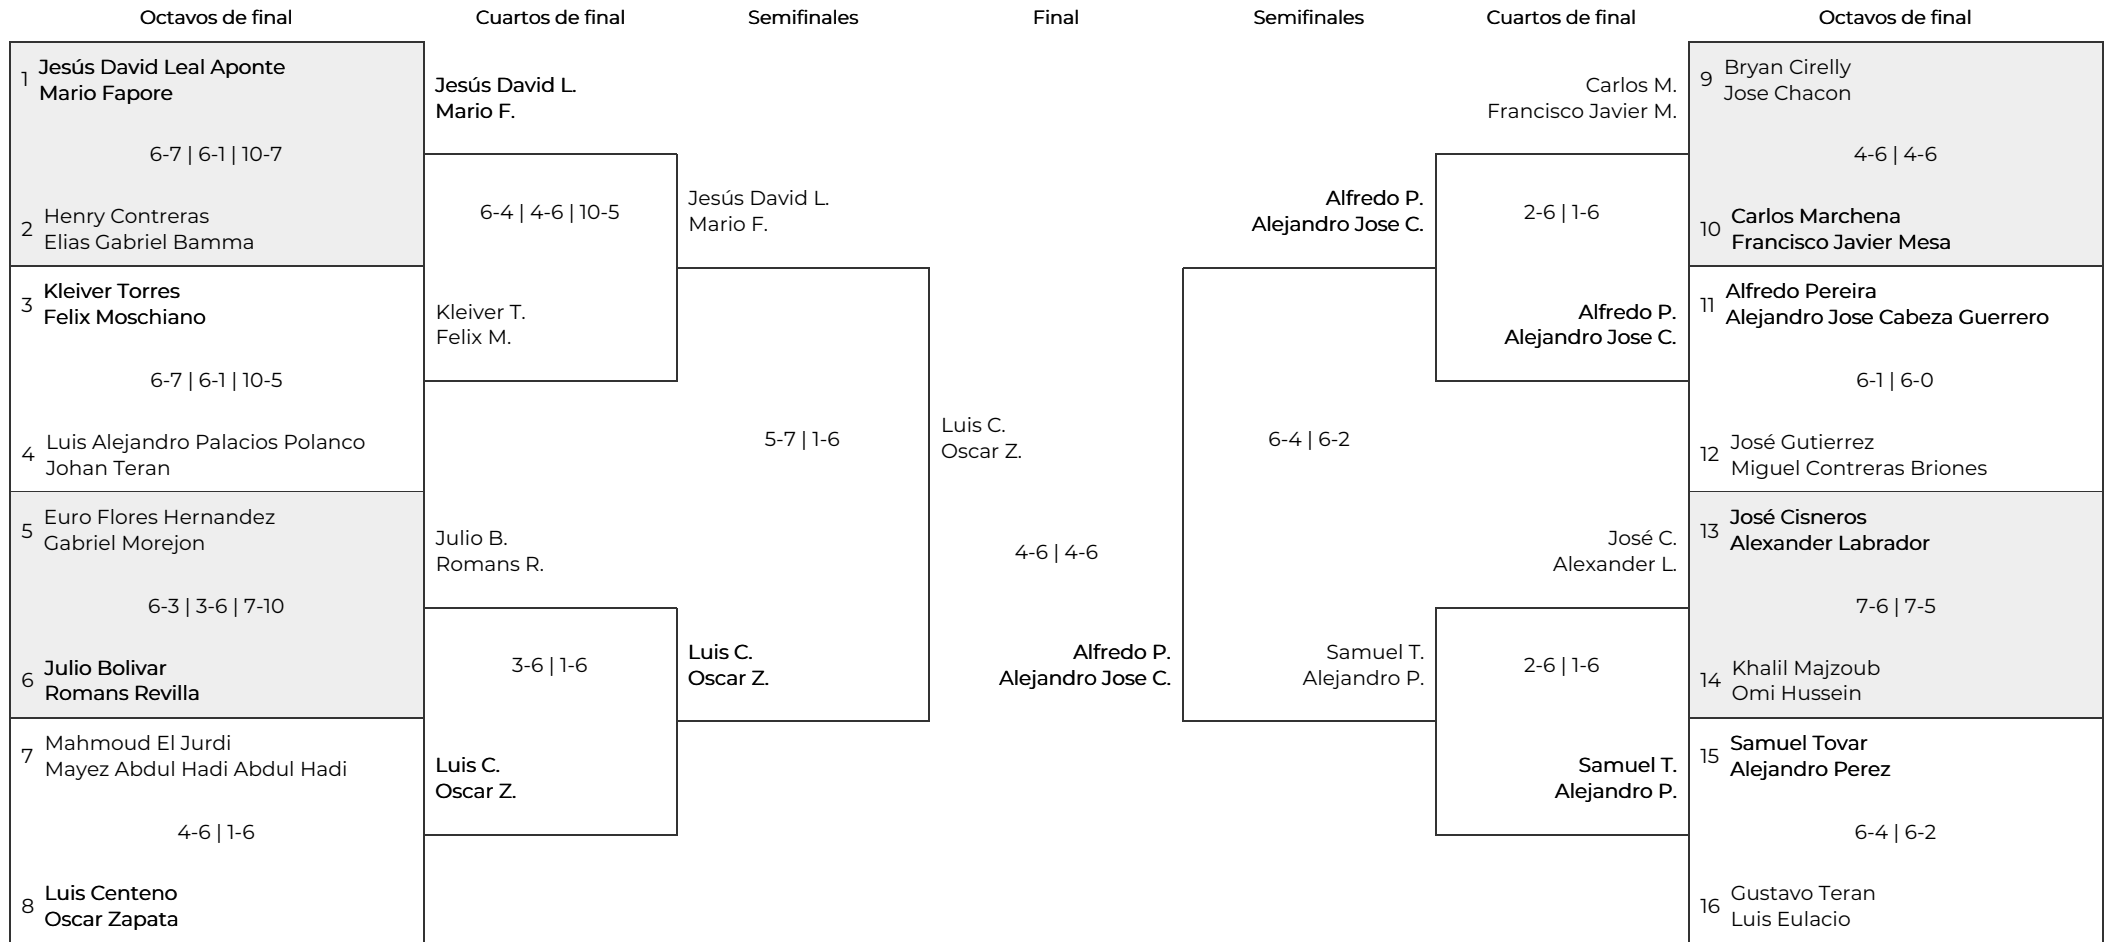 Octavos de final
Cuartos de final
Semifinales
Final
Semifinales
Cuartos de final
Octavos de final
1
Jesús David Leal Aponte
Mario Fapore
6-7 | 6-1 | 10-7
2
Henry Contreras
Elias Gabriel Bamma
3
Kleiver Torres
Felix Moschiano
6-7 | 6-1 | 10-5
4
Luis Alejandro Palacios Polanco
Johan Teran
5
Euro Flores Hernandez
Gabriel Morejon
6-3 | 3-6 | 7-10
6
Julio Bolivar
Romans Revilla
7
Mahmoud El Jurdi
Mayez Abdul Hadi Abdul Hadi
4-6 | 1-6
8
Luis Centeno
Oscar Zapata
Jesús David L.
Mario F.
6-4 | 4-6 | 10-5
Kleiver T.
Felix M.
Julio B.
Romans R.
3-6 | 1-6
Luis C.
Oscar Z.
Jesús David L.
Mario F.
5-7 | 1-6
Luis C.
Oscar Z.
Luis C.
Oscar Z.
4-6 | 4-6
Alfredo P.
Alejandro Jose C.
Alfredo P.
Alejandro Jose C.
6-4 | 6-2
Samuel T.
Alejandro P.
Carlos M.
Francisco Javier M.
2-6 | 1-6
Alfredo P.
Alejandro Jose C.
José C.
Alexander L.
2-6 | 1-6
Samuel T.
Alejandro P.
9
Bryan Cirelly
Jose Chacon
4-6 | 4-6
10
Carlos Marchena
Francisco Javier Mesa
11
Alfredo Pereira
Alejandro Jose Cabeza Guerrero
6-1 | 6-0
12
José Gutierrez
Miguel Contreras Briones
13
José Cisneros
Alexander Labrador
7-6 | 7-5
14
Khalil Majzoub
Omi Hussein
15
Samuel Tovar
Alejandro Perez
6-4 | 6-2
16
Gustavo Teran
Luis Eulacio